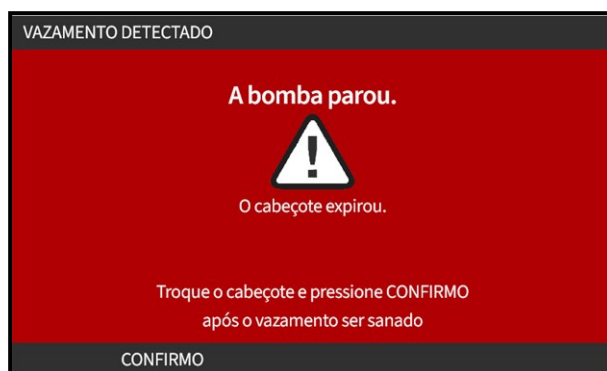 VAZAMENTO DETECTADO
A bomba parou.
!
O cabeçote expirou.
Troque o cabeçote e pressione CONFIRMO
após o vazamento ser sanado
CONFIRMO